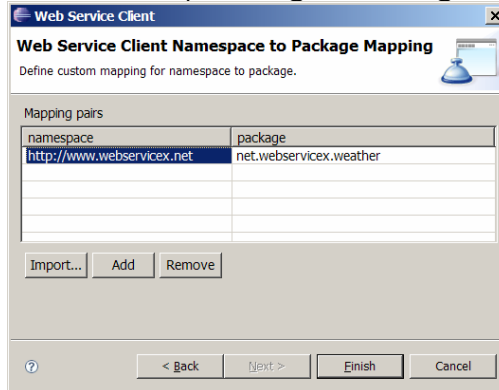 Web Service Client
Web Service Client Namespace to Package Mapping
Define custom mapping for namespace to package.
Mapping pairs
namespace package
http://www.webservicex.net net.webservicex.weather
Import... Add Remove
? < Back Next > Finish Cancel